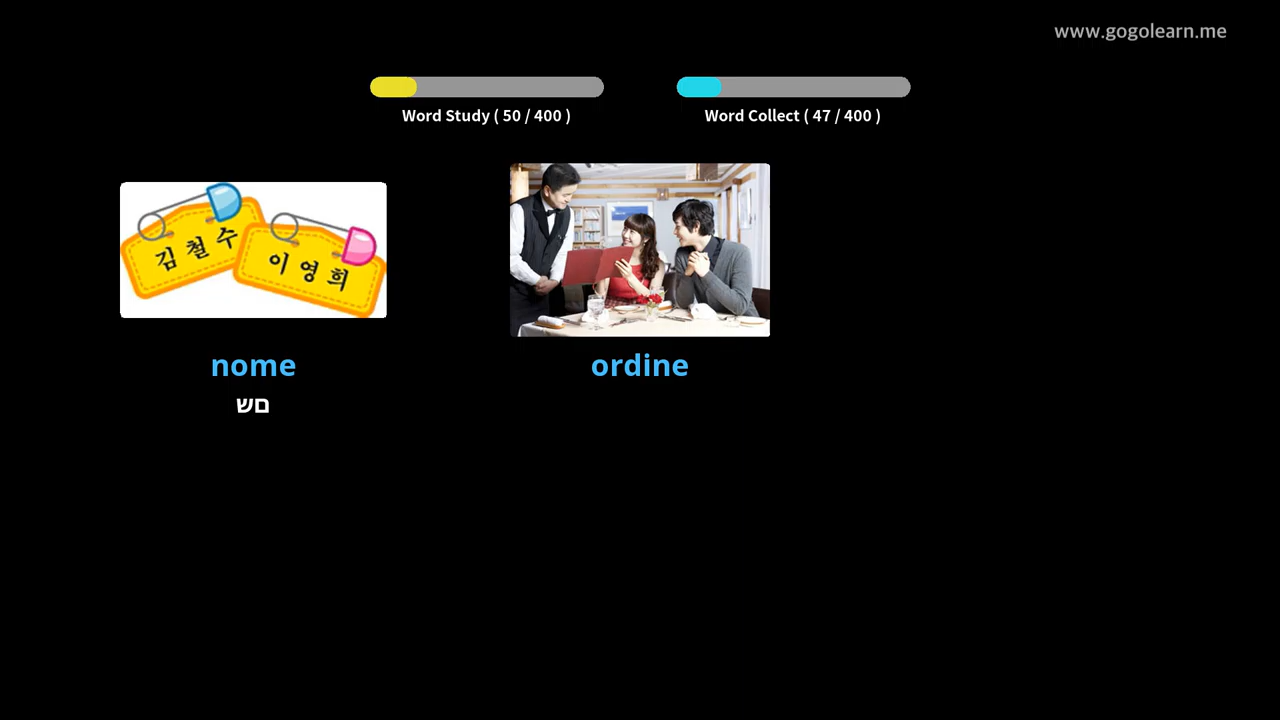 www.gogolearn.me
Word Study ( 50 / 400 )
Word Collect ( 47 / 400 )
김철수
이영희
nome
ordine
שם